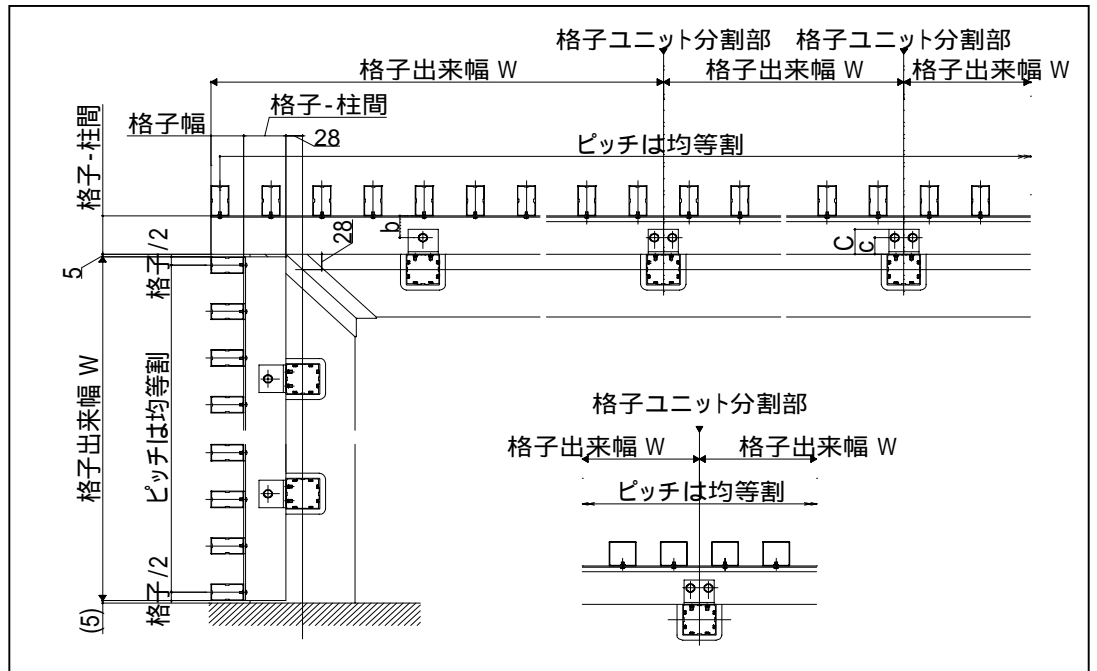 格子ユニット分割部 格子ユニット分割部
格子出来幅 W 格子出来幅 W 格子出来幅 W
格子-柱間
格子幅
28
ピッチは均等割
格子-柱間
b
28
C
c
5
格子/2
格子出来幅 W
ピッチは均等割
格子/2
(5)
格子ユニット分割部
格子出来幅 W 格子出来幅 W
ピッチは均等割